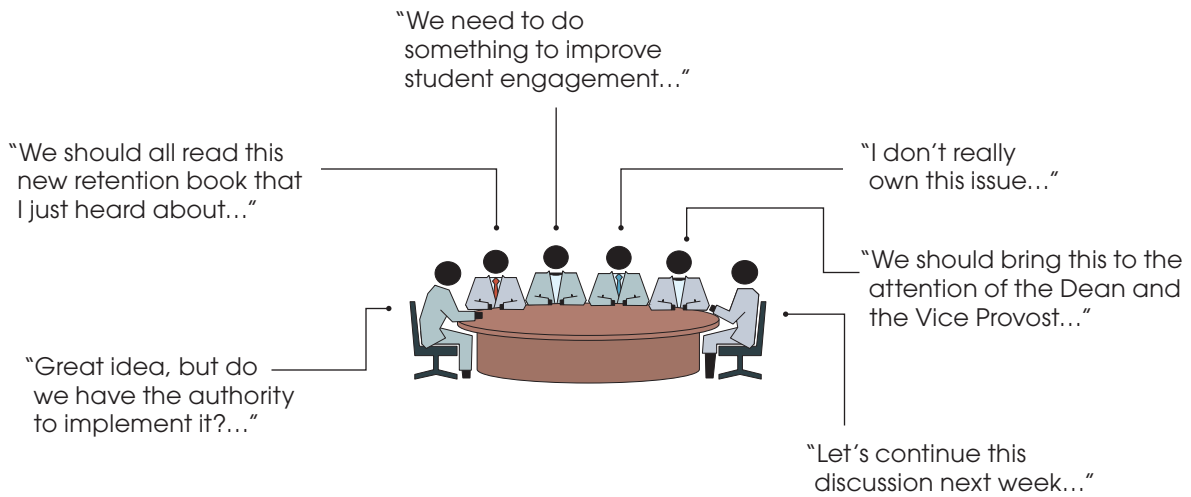 “We need to do
something to improve
student engagement…”
“We should all read this
new retention book that
I just heard about…”
“I don’t really
own this issue…”
“We should bring this to the
attention of the Dean and
the Vice Provost…”
“Great idea, but do
we have the authority
to implement it?…”
“Let’s continue this
discussion next week…”